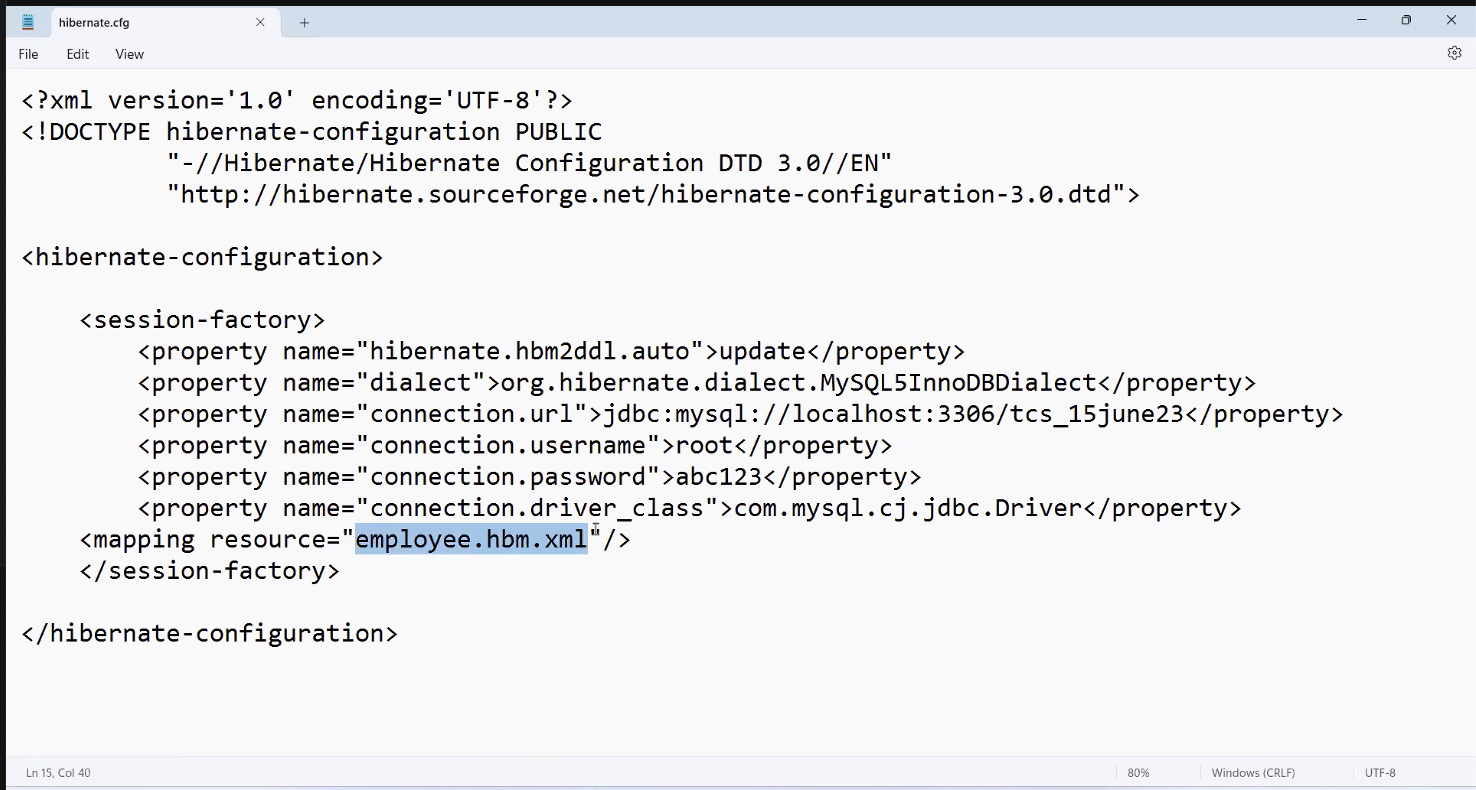 hibernate.cfg
File Edit View
<?xml version='1.0' encoding='UTF-8'?>
<!DOCTYPE hibernate-configuration PUBLIC
"-//Hibernate/Hibernate Configuration DTD 3.0//EN"
"http://hibernate.sourceforge.net/hibernate-configuration-3.0.dtd">
<hibernate-configuration>
<session-factory>
<property name="hibernate.hbm2ddl.auto">update</property>
<property name="dialect">org.hibernate.dialect.MySQL5InnoDBDialect</property>
<property name="connection.url">jdbc:mysql://localhost:3306/tcs_15june23</property>
<property name="connection.username">root</property>
<property name="connection.password">abc123</property>
<property name="connection.driver_class">com.mysql.cj.jdbc.Driver</property>
<mapping resource="employee.hbm.xml"/>
</session-factory>
</hibernate-configuration>
Ln 15, Col 40 80% Windows (CRLF) UTF-8